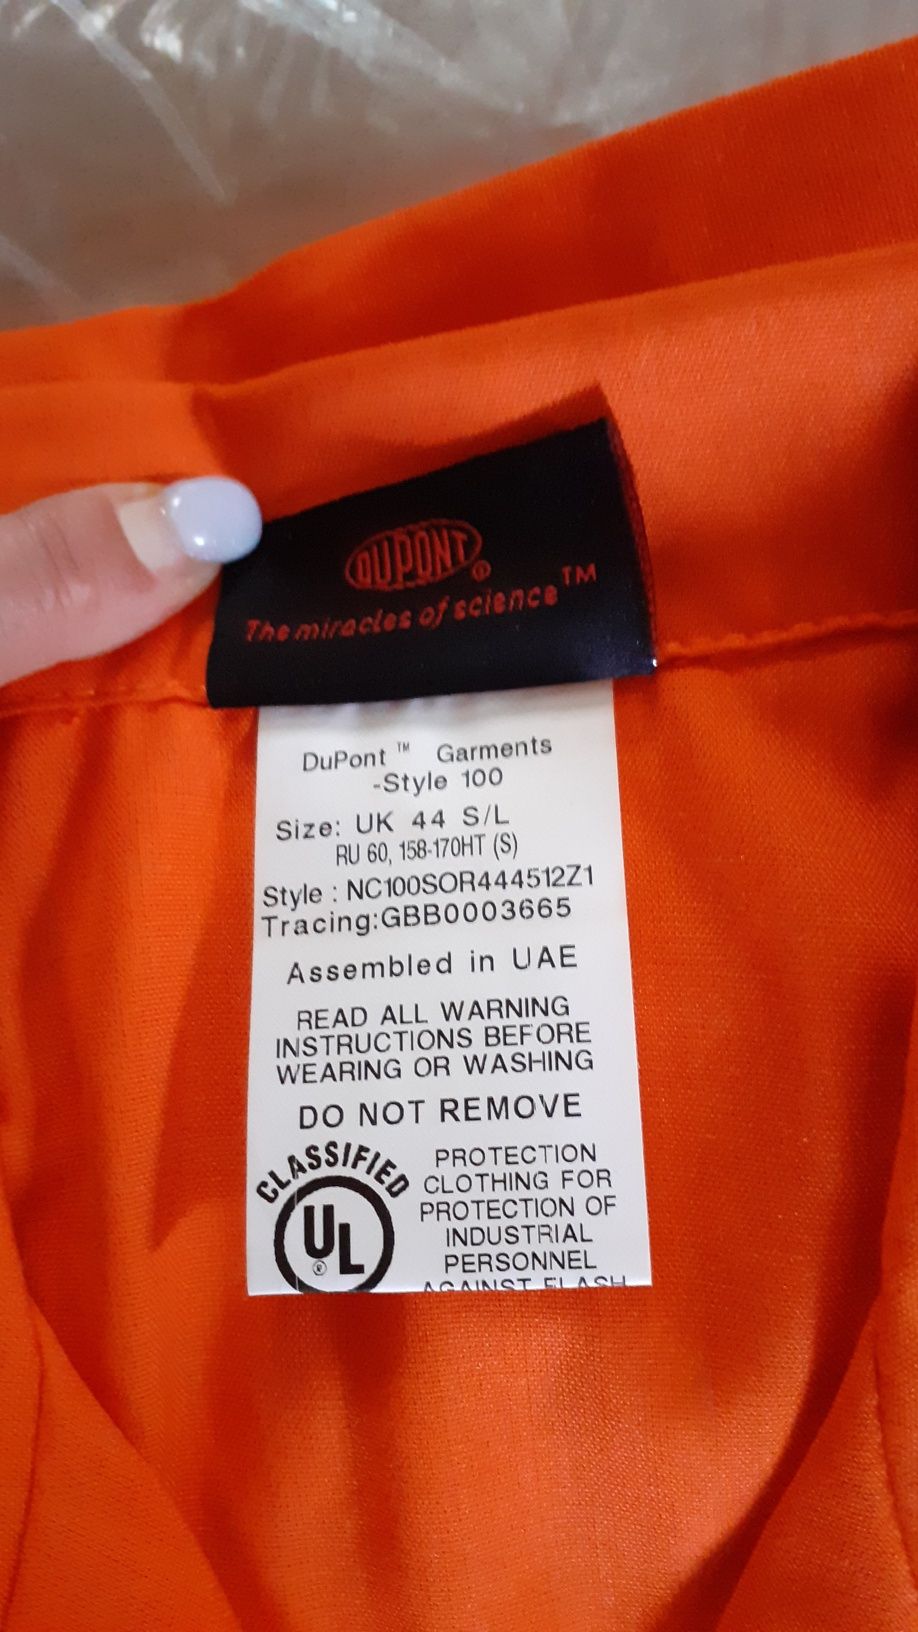 DUPONT®
The miracles of science™
DuPont™ Garments
-Style 100
Size: UK 44 S/L
RU 60, 158-170HT (S)
Style : NC100SOR444512Z1
Tracing:GBB0003665
Assembled in UAE
READ ALL WARNING
INSTRUCTIONS BEFORE
WEARING OR WASHING
DO NOT REMOVE
CLASSIFIED
UL®
PROTECTION
CLOTHING FOR
PROTECTION OF
INDUSTRIAL
PERSONNEL
AGAINST FLASH